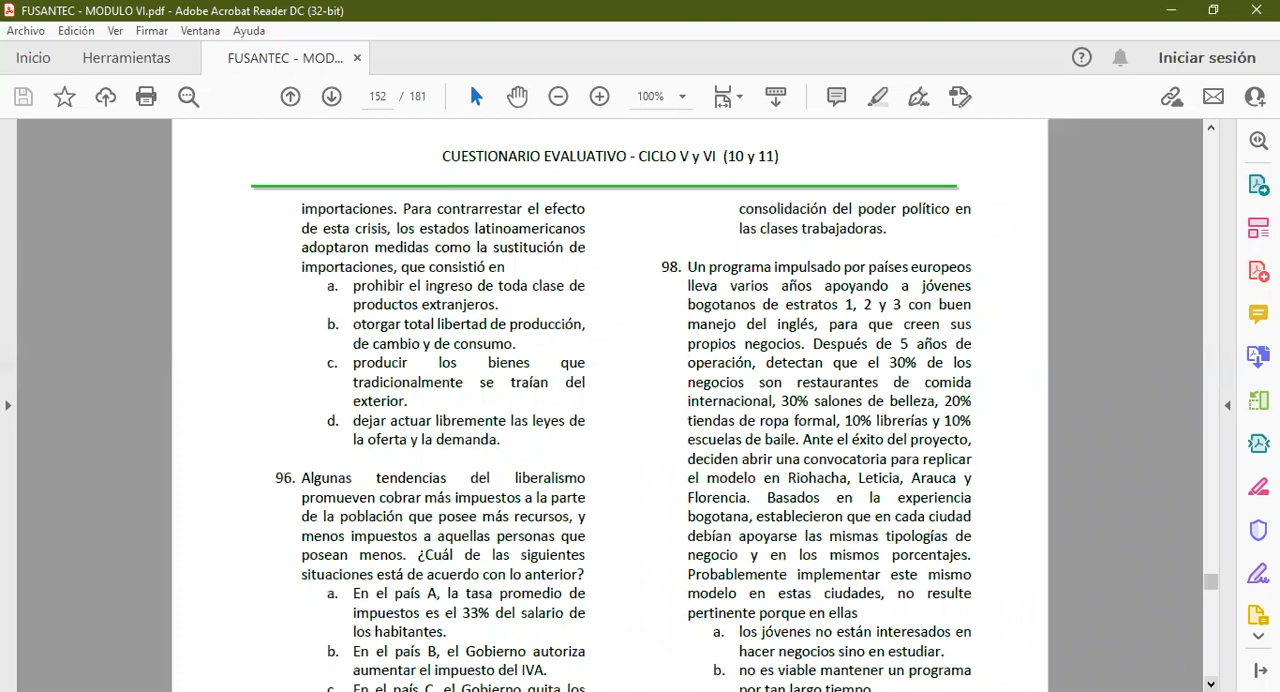 FUSANTEC - MODULO VI.pdf - Adobe Acrobat Reader DC (32-bit)
Archivo Edición Ver Firmar Ventana Ayuda
Inicio Herramientas FUSANTEC - MOD... × Iniciar sesión
152 / 181 100%
CUESTIONARIO EVALUATIVO - CICLO V y VI (10 y 11)
importaciones. Para contrarrestar el efecto
de esta crisis, los estados latinoamericanos
adoptaron medidas como la sustitución de
importaciones, que consistió en
a. prohibir el ingreso de toda clase de
productos extranjeros.
b. otorgar total libertad de producción,
de cambio y de consumo.
c. producir los bienes que
tradicionalmente se traían del
exterior.
d. dejar actuar libremente las leyes de
la oferta y la demanda.
96. Algunas tendencias del liberalismo
promueven cobrar más impuestos a la parte
de la población que posee más recursos, y
menos impuestos a aquellas personas que
posean menos. ¿Cuál de las siguientes
situaciones está de acuerdo con lo anterior?
a. En el país A, la tasa promedio de
impuestos es el 33% del salario de
los habitantes.
b. En el país B, el Gobierno autoriza
aumentar el impuesto del IVA.
c. En el país C, el Gobierno quita los
consolidación del poder político en
las clases trabajadoras.
98. Un programa impulsado por países europeos
lleva varios años apoyando a jóvenes
bogotanos de estratos 1, 2 y 3 con buen
manejo del inglés, para que creen sus
propios negocios. Después de 5 años de
operación, detectan que el 30% de los
negocios son restaurantes de comida
internacional, 30% salones de belleza, 20%
tiendas de ropa formal, 10% librerías y 10%
escuelas de baile. Ante el éxito del proyecto,
deciden abrir una convocatoria para replicar
el modelo en Riohacha, Leticia, Arauca y
Florencia. Basados en la experiencia
bogotana, establecieron que en cada ciudad
debían apoyarse las mismas tipologías de
negocio y en los mismos porcentajes.
Probablemente implementar este mismo
modelo en estas ciudades, no resulte
pertinente porque en ellas
a. los jóvenes no están interesados en
hacer negocios sino en estudiar.
b. no es viable mantener un programa
por tan largo tiempo